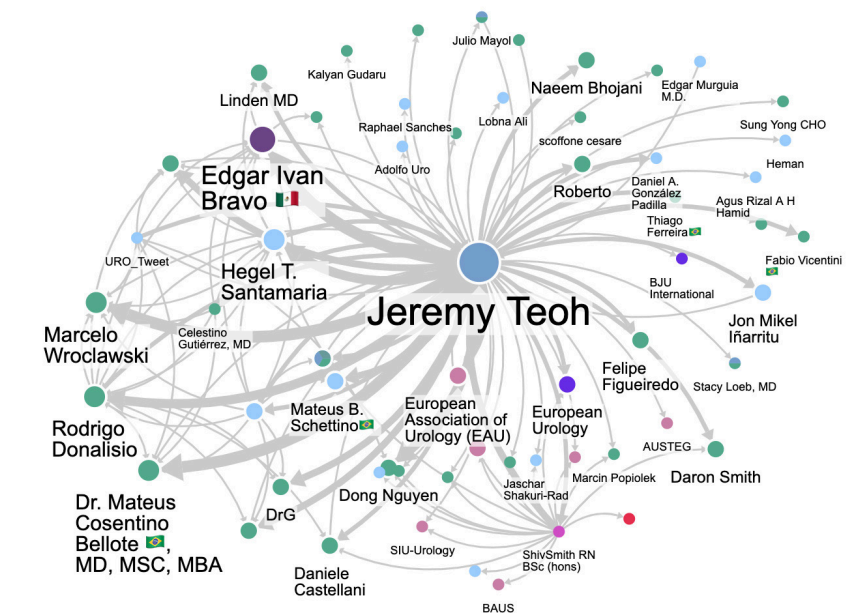 Julio Mayol
Kalyan Gudaru
Linden MD
Naeem Bhojani
Edgar Murguia
M.D.
Raphael Sanches
Lobna Ali
Sung Yong CHO
scoffone cesare
Adolfo Uro
Heman
Edgar Ivan
Bravo 🇲🇽
Roberto
Daniel A.
González
Padilla
Agus Rizal A H
Hamid
Thiago
Ferreira🇧🇷
URO_Tweet
Hegel T.
Santamaria
Fabio Vicentini
🇧🇷
BJU
International
Jeremy Teoh
Jon Mikel
Iñarritu
Marcelo
Wroclawski
Celestino
Gutiérrez, MD
Felipe
Figueiredo
Stacy Loeb, MD
Mateus B.
Schettino🇧🇷
European
Association of
Urology (EAU)
European
Urology
Rodrigo
Donalisio
AUSTEG
Daron Smith
Marcin Popiolek
Jaschar
Shakuri-Rad
Dong Nguyen
Dr. Mateus
Cosentino
Bellote 🇧🇷,
MD, MSC, MBA
DrG
SIU-Urology
ShivSmith RN
BSc (hons)
Daniele
Castellani
BAUS